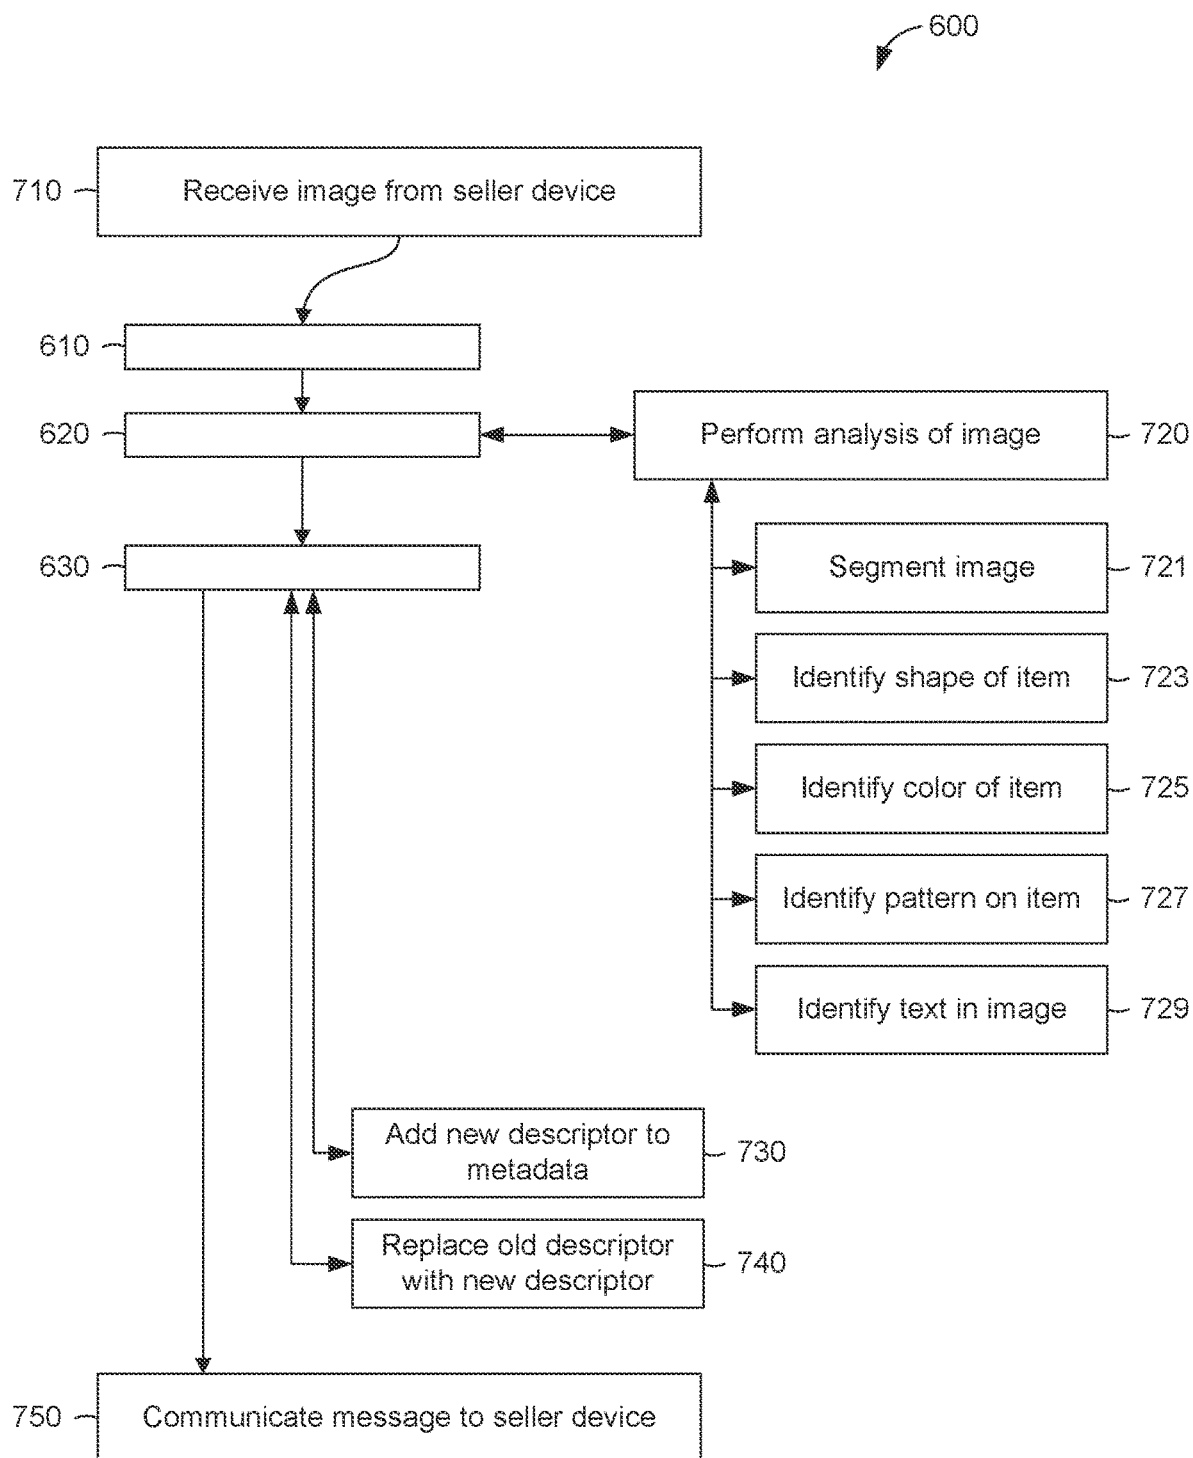 600
710
Receive image from seller device
610
620
Perform analysis of image
720
630
Segment image
721
Identify shape of item
723
Identify color of item
725
Identify pattern on item
727
Identify text in image
729
Add new descriptor to
metadada
730
Replace old descriptor
with new descriptor
740
750
Communicate message to seller device